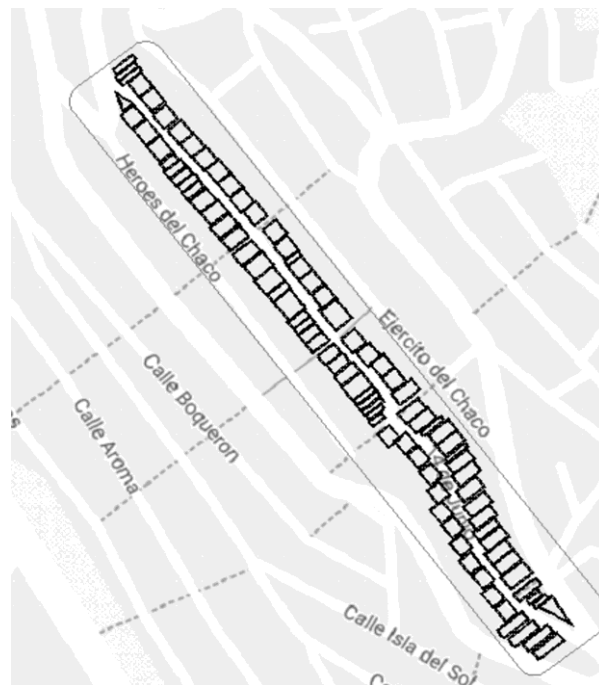 Heroes del Chaco
Ejercito del Chaco
Calle Boqueron
Calle Aroma
Calle Isla del Sol